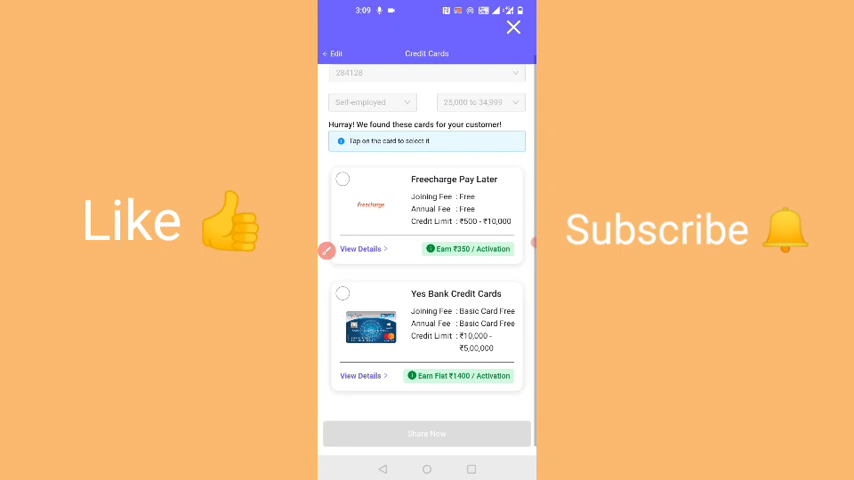 3:09
← Edit
Credit Cards
284128
Self-employed
25,000 to 34,999
Hurray! We found these cards for your customer!
Tap on the card to select it
Freecharge Pay Later
Joining Fee : Free
Annual Fee : Free
Credit Limit : ₹500 - ₹10,000
freecharge
View Details >
Earn ₹350 / Activation
Yes Bank Credit Cards
Joining Fee : Basic Card Free
Annual Fee : Basic Card Free
Credit Limit : ₹10,000 -
₹5,00,000
View Details >
Earn Flat ₹1400 / Activation
Share Now
Like 👍
Subscribe 🔔